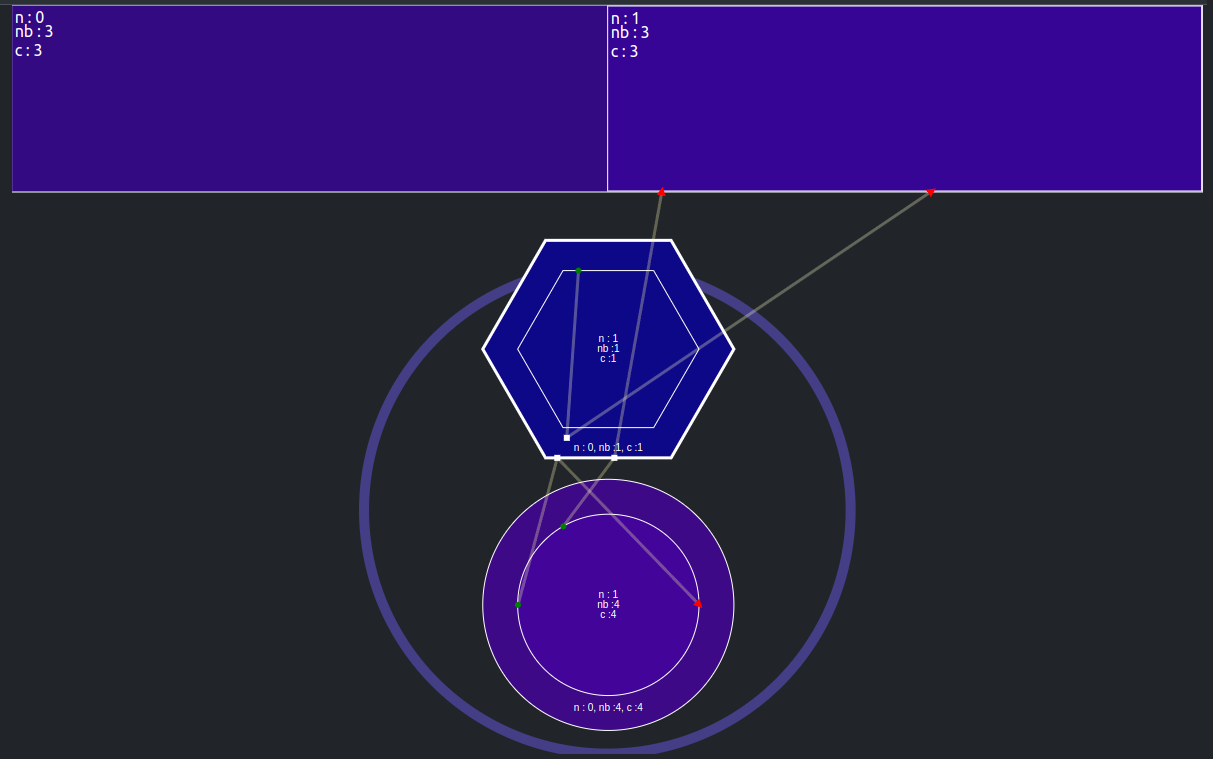 n:0
nb:3
c:3
n:1
nb:3
c:3
n : 1
nb :1
c :1
n : 0, nb :1, c :1
n : 1
nb :4
c :4
n : 0, nb :4, c :4